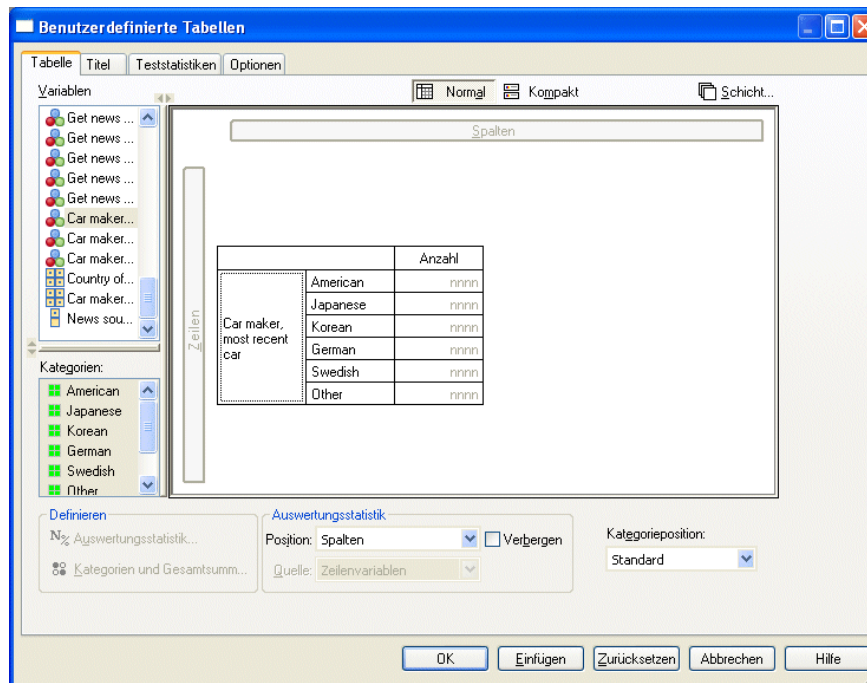 Benutzerdefinierte Tabellen
Tabelle Titel Teststatistiken Optionen
Variablen
Normal Kompakt Schicht...
Get news ...
Get news ...
Get news ...
Get news ...
Get news ...
Car maker...
Car maker...
Car maker...
Country of...
Car maker...
News sou...
Spalten
Zeilen
Anzahl
Car maker,
most recent
car
American nnnn
Japanese nnnn
Korean nnnn
German nnnn
Swedish nnnn
Other nnnn
Kategorien:
American
Japanese
Korean
German
Swedish
Other
Definieren
N% Auswertungsstatistik...
Kategorien und Gesamtsumm...
Auswertungsstatistik
Position: Spalten Verbergen
Quelle: Zeilenvariablen
Kategorieposition:
Standard
OK Einfügen Zurücksetzen Abbrechen Hilfe